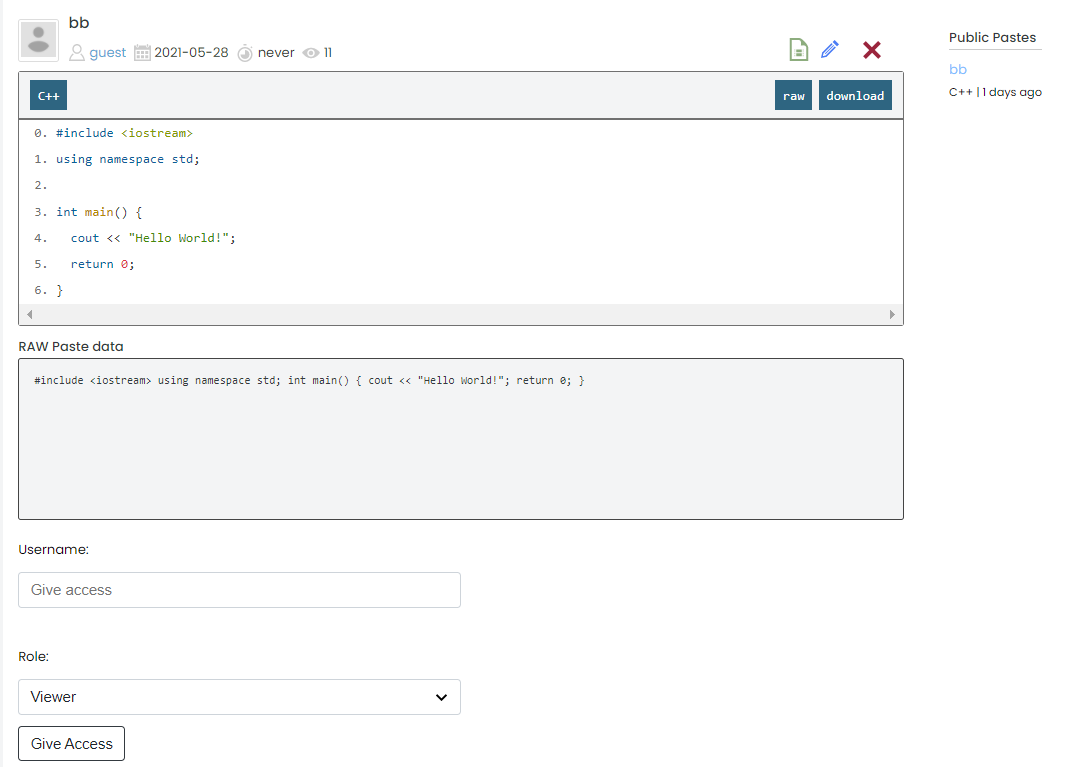 bb
guest 2021-05-28 never 11
C++ raw download
0. #include <iostream>
1. using namespace std;
2.
3. int main() {
4. cout << "Hello World!";
5. return 0;
6. }
RAW Paste data
#include <iostream> using namespace std; int main() { cout << "Hello World!"; return 0; }
Username:
Give access
Role:
Viewer
Give Access
Public Pastes
bb
C++ | 1 days ago